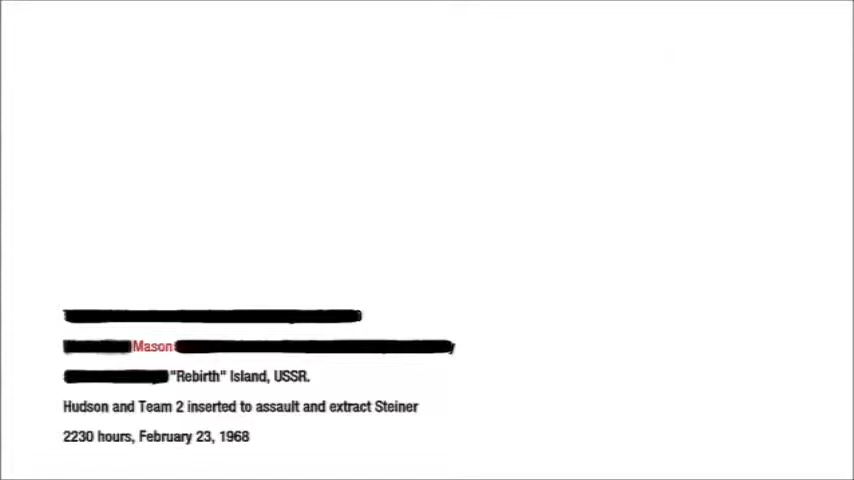 Mason
"Rebirth" Island, USSR.
Hudson and Team 2 inserted to assault and extract Steiner
2230 hours, February 23, 1968